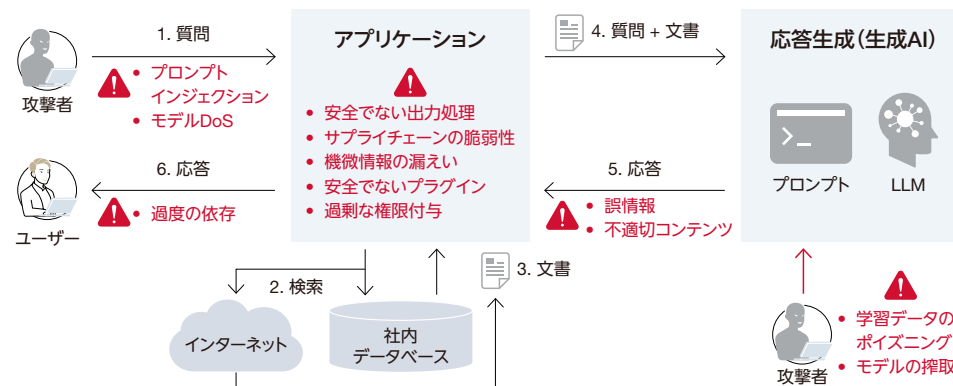 1. 質問
攻撃者
• プロンプト
インジェクション
• モデルDoS
アプリケーション
• 安全でない出力処理
• サプライチェーンの脆弱性
• 機微情報の漏えい
• 安全でないプラグイン
• 過剰な権限付与
4. 質問 + 文書
応答生成（生成AI）
プロンプト
LLM
5. 応答
• 誤情報
• 不適切コンテンツ
6. 応答
• 過度の依存
ユーザー
2. 検索
3. 文書
インターネット
社内
データベース
攻撃者
• 学習データの
ポイズニング
• モデルの搾取